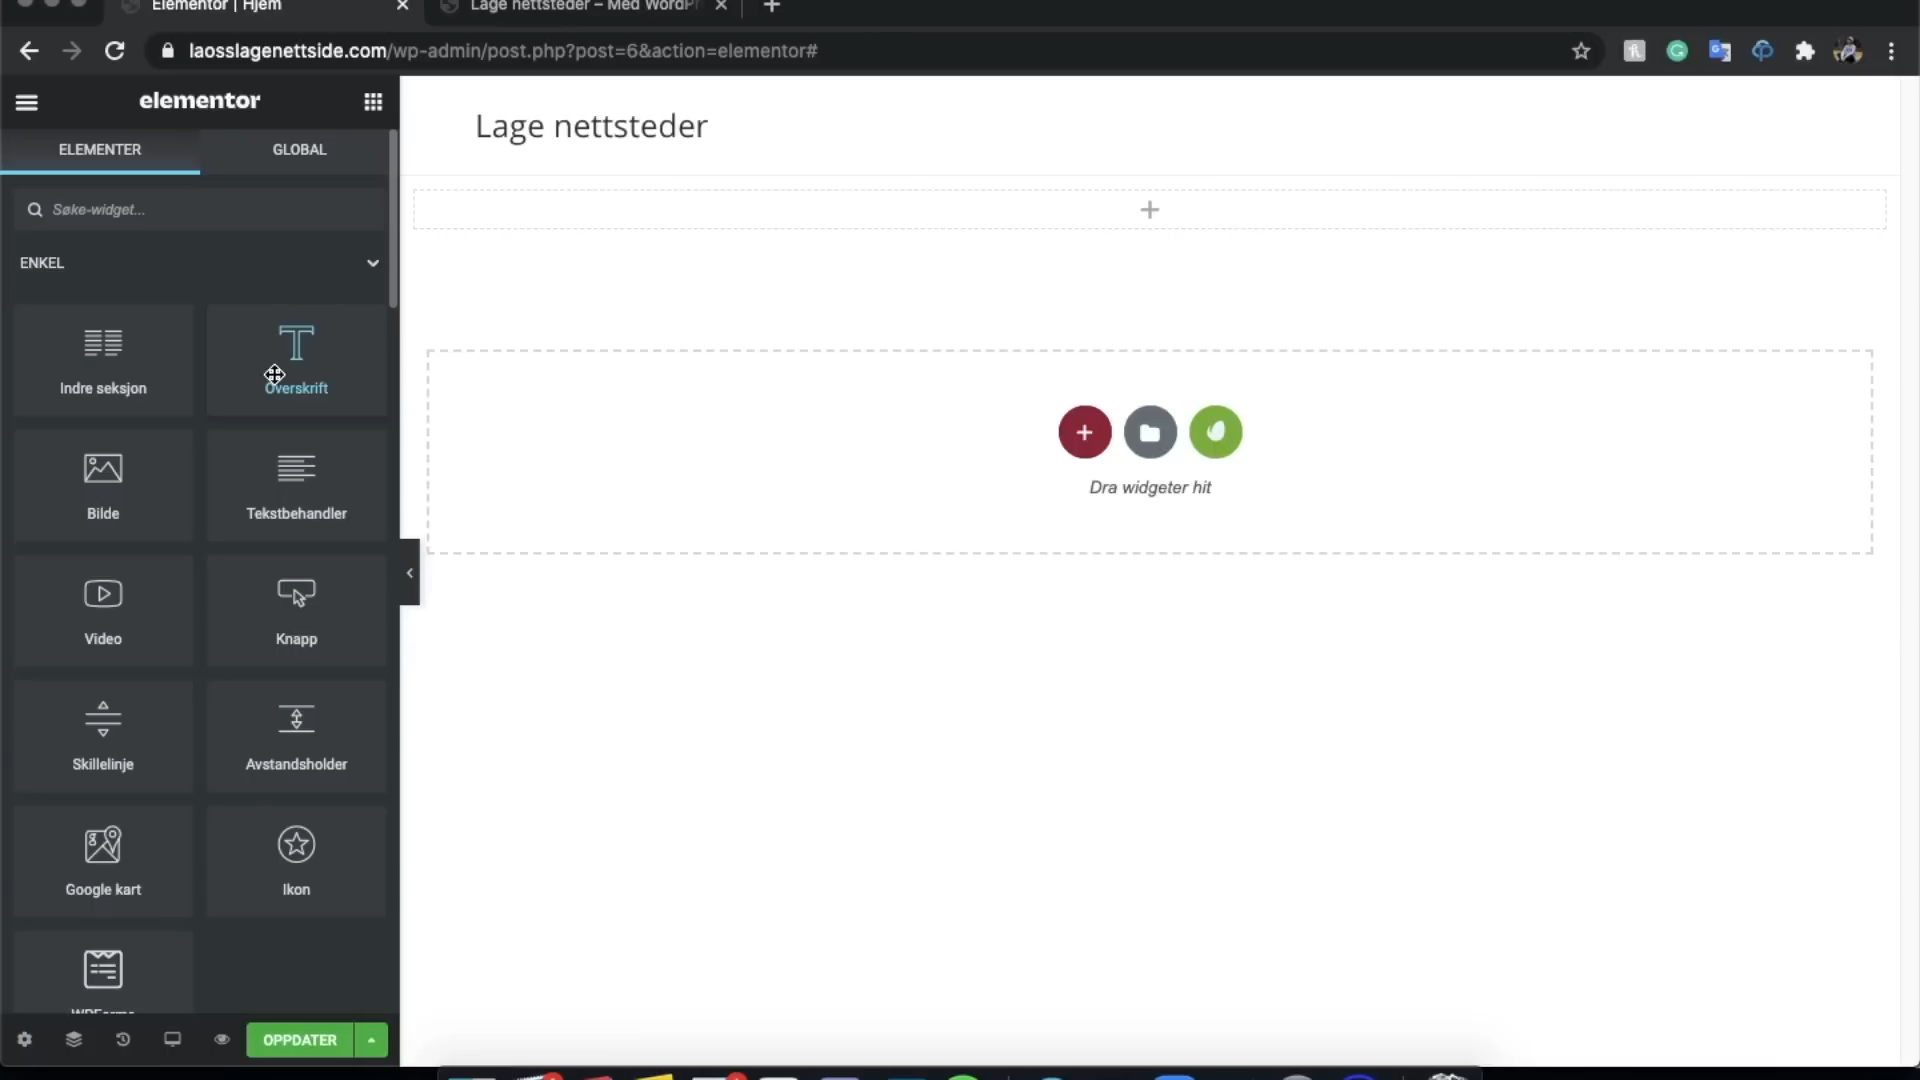 Elementor | Hjem
Lage nettsteder – Med WordPr
laosslagenettside.com/wp-admin/post.php?post=6&action=elementor#
elementor
ELEMENTER
GLOBAL
Søke-widget...
ENKEL
Indre seksjon
Overskrift
Bilde
Tekstbehandler
Video
Knapp
Skillelinje
Avstandsholder
Google kart
Ikon
WPForms
OPPDATER
Lage nettsteder
Dra widgeter hit